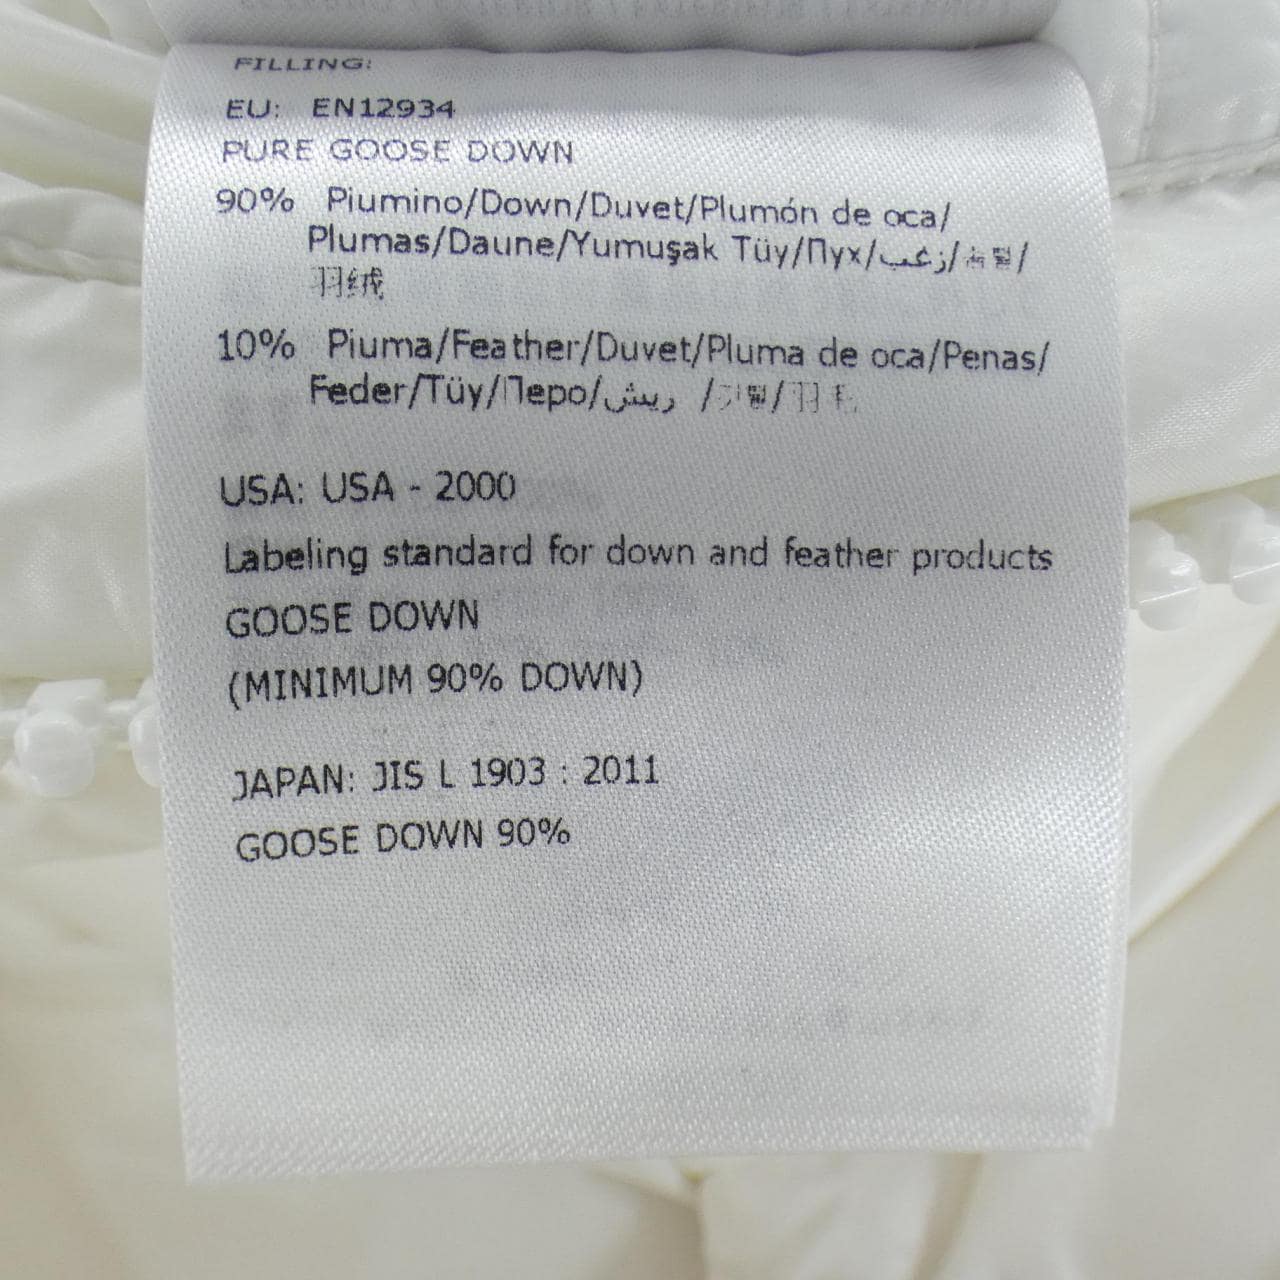 FILLING:
EU: EN12934
PURE GOOSE DOWN
90% Piumino/Down/Duvet/Plumón de oca/
Plumas/Daune/Yumuşak Tüy/Пух/زغب/
羽绒
10% Piuma/Feather/Duvet/Pluma de oca/Penas/
Feder/Tüy/Перо/ريش /깃털/羽毛
USA: USA - 2000
Labeling standard for down and feather products
GOOSE DOWN
(MINIMUM 90% DOWN)
JAPAN: JIS L 1903 : 2011
GOOSE DOWN 90%